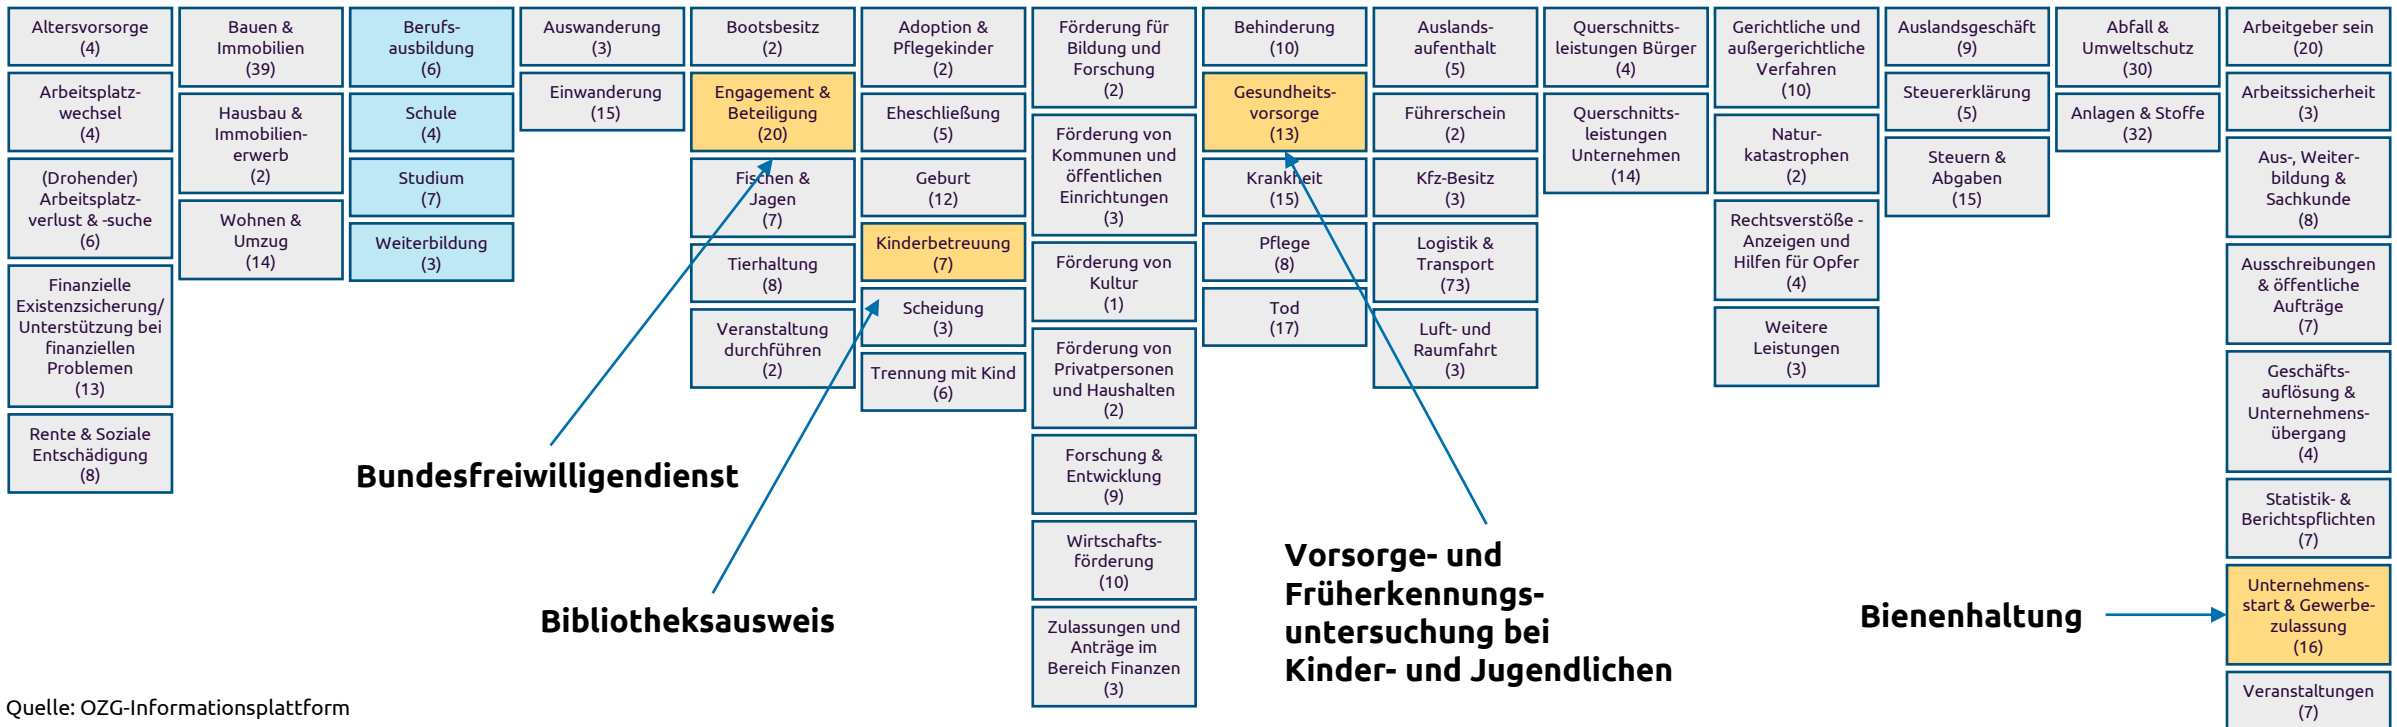 Altersvorsorge
(4)
Arbeitsplatz-
wechsel
(4)
(Drohender)
Arbeitsplatz-
verlust & -suche
(6)
Finanzielle
Existenzsicherung/
Unterstützung bei
finanziellen
Problemen
(13)
Rente & Soziale
Entschädigung
(8)
Bauen &
Immobilien
(39)
Hausbau &
Immobilien-
erwerb
(2)
Wohnen &
Umzug
(14)
Berufs-
ausbildung
(6)
Schule
(4)
Studium
(7)
Weiterbildung
(3)
Auswanderung
(3)
Einwanderung
(15)
Bootsbesitz
(2)
Engagement &
Beteiligung
(20)
Fischen &
Jagen
(7)
Tierhaltung
(8)
Veranstaltung
durchführen
(2)
Adoption &
Pflegekinder
(2)
Eheschließung
(5)
Geburt
(12)
Kinderbetreuung
(7)
Scheidung
(3)
Trennung mit Kind
(6)
Förderung für
Bildung und
Forschung
(2)
Förderung von
Kommunen und
öffentlichen
Einrichtungen
(3)
Förderung von
Kultur
(1)
Förderung von
Privatpersonen
und Haushalten
(2)
Forschung &
Entwicklung
(9)
Wirtschafts-
förderung
(10)
Zulassungen und
Anträge im
Bereich Finanzen
(3)
Behinderung
(10)
Gesundheits-
vorsorge
(13)
Krankheit
(15)
Pflege
(8)
Tod
(17)
Auslands-
aufenthalt
(5)
Führerschein
(2)
Kfz-Besitz
(3)
Logistik &
Transport
(73)
Luft- und
Raumfahrt
(3)
Querschnitts-
leistungen Bürger
(4)
Querschnitts-
leistungen
Unternehmen
(14)
Gerichtliche und
außergerichtliche
Verfahren
(10)
Natur-
katastrophen
(2)
Rechtsverstöße -
Anzeigen und
Hilfen für Opfer
(4)
Weitere
Leistungen
(3)
Auslandsgeschäft
(9)
Steuererklärung
(5)
Steuern &
Abgaben
(15)
Abfall &
Umweltschutz
(30)
Anlagen & Stoffe
(32)
Arbeitgeber sein
(20)
Arbeitssicherheit
(3)
Aus-, Weiter-
bildung &
Sachkunde
(8)
Ausschreibungen
& öffentliche
Aufträge
(7)
Geschäfts-
auflösung &
Unternehmens-
übergang
(4)
Statistik- &
Berichtspflichten
(7)
Unternehmens-
start & Gewerbe-
zulassung
(16)
Veranstaltungen
(7)
Bundesfreiwilligendienst
Bibliotheksausweis
Vorsorge- und
Früherkennungs-
untersuchung bei
Kinder- und Jugendlichen
Bienenhaltung
Quelle: OZG-Informationsplattform